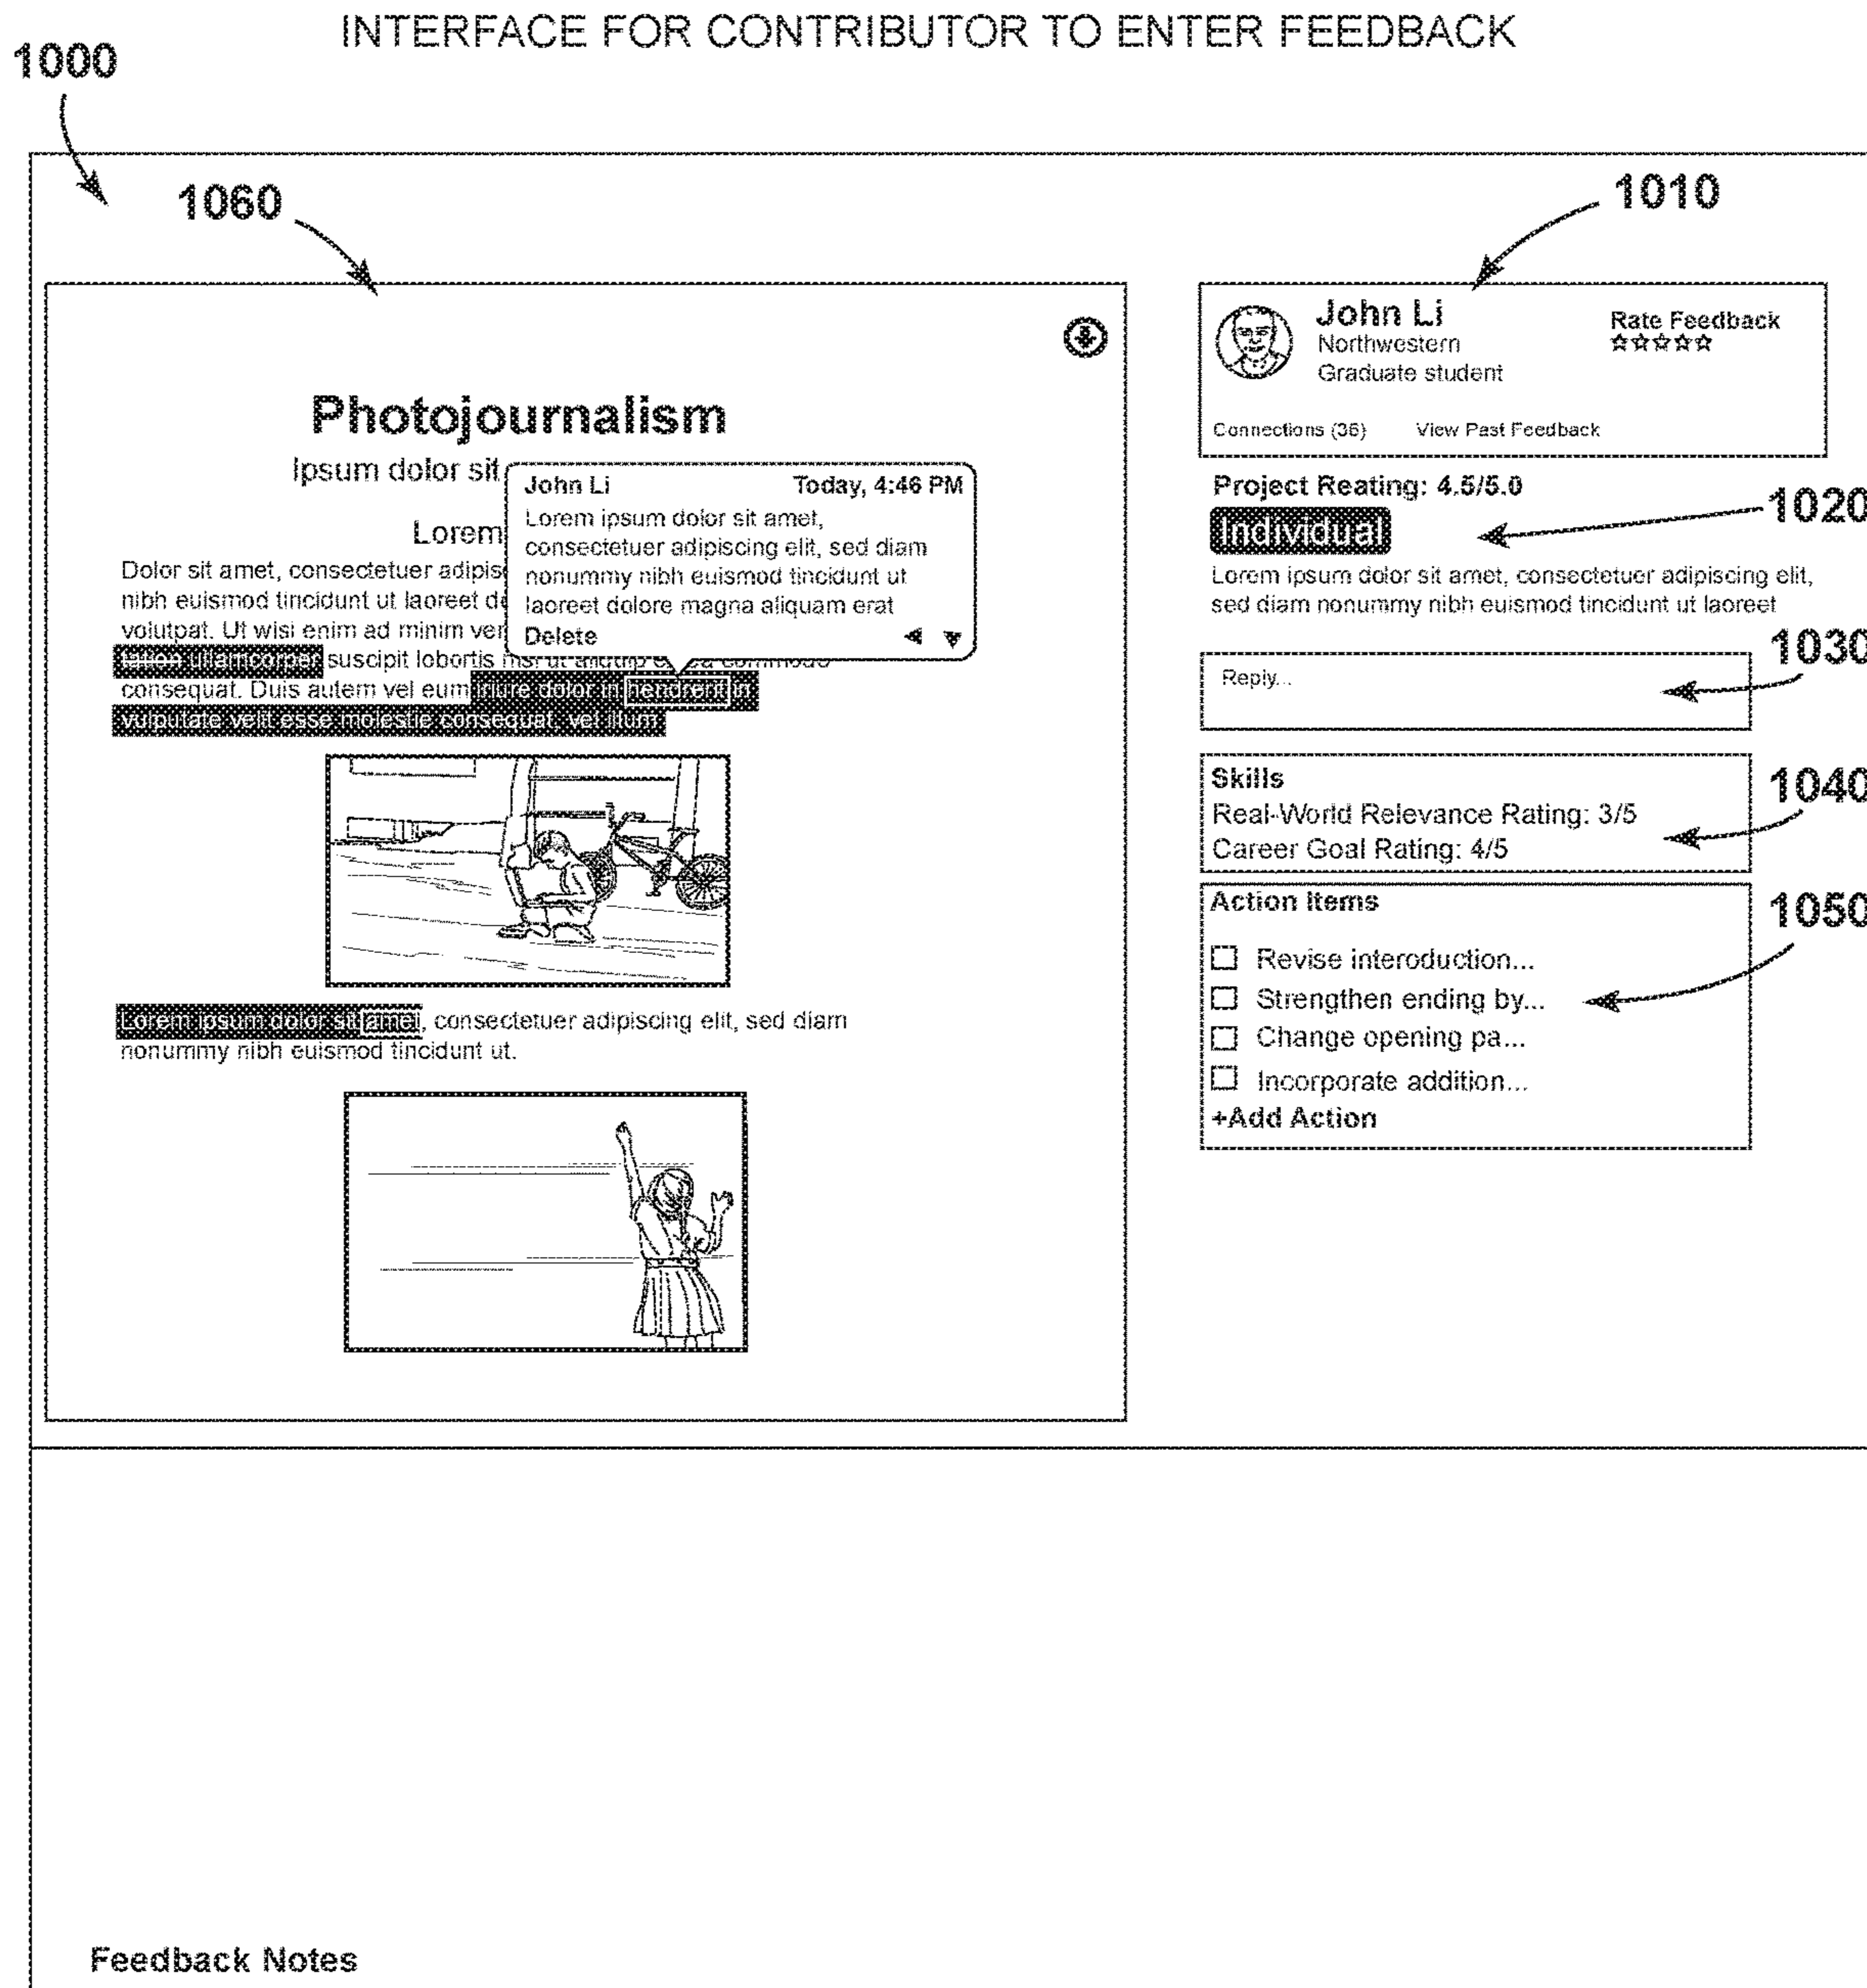 INTERFACE FOR CONTRIBUTOR TO ENTER FEEDBACK
1000
1060
1010
Photojournalism
Ipsum dolor sit
Lorem
Dolor sit amet, consectetuer adipis
nibh euismod tincidunt ut laoreet do
volutpat. Ut wisi enim ad minim ver
tation ullamcorper suscipit lobortis nisl ut aliquip commodo
consequat. Duis autem vel eum iriure dolor in hendrerit in
vulputate velit esse molestie consequat, vel illum
John Li Today, 4:46 PM
Lorem ipsum dolor sit amet,
consectetuer adipiscing elit, sed diam
nonummy nibh euismod tincidunt ut
laoreet dolore magna aliquam erat
Delete
Lorem ipsum dolor sit amet, consectetuer adipiscing elit, sed diam
nonummy nibh euismod tincidunt ut.
John Li
Northwestern
Graduate student
Rate Feedback
Connections (36) View Past Feedback
Project Reating: 4.5/5.0
1020
Individual
Lorem ipsum dolor sit amet, consectetuer adipiscing elit,
sed diam nonummy nibh euismod tincidunt ut laoreet
1030
Reply...
1040
Skills
Real-World Relevance Rating: 3/5
Career Goal Rating: 4/5
1050
Action Items
Revise interoduction...
Strengthen ending by...
Change opening pa...
Incorporate addition...
+Add Action
Feedback Notes